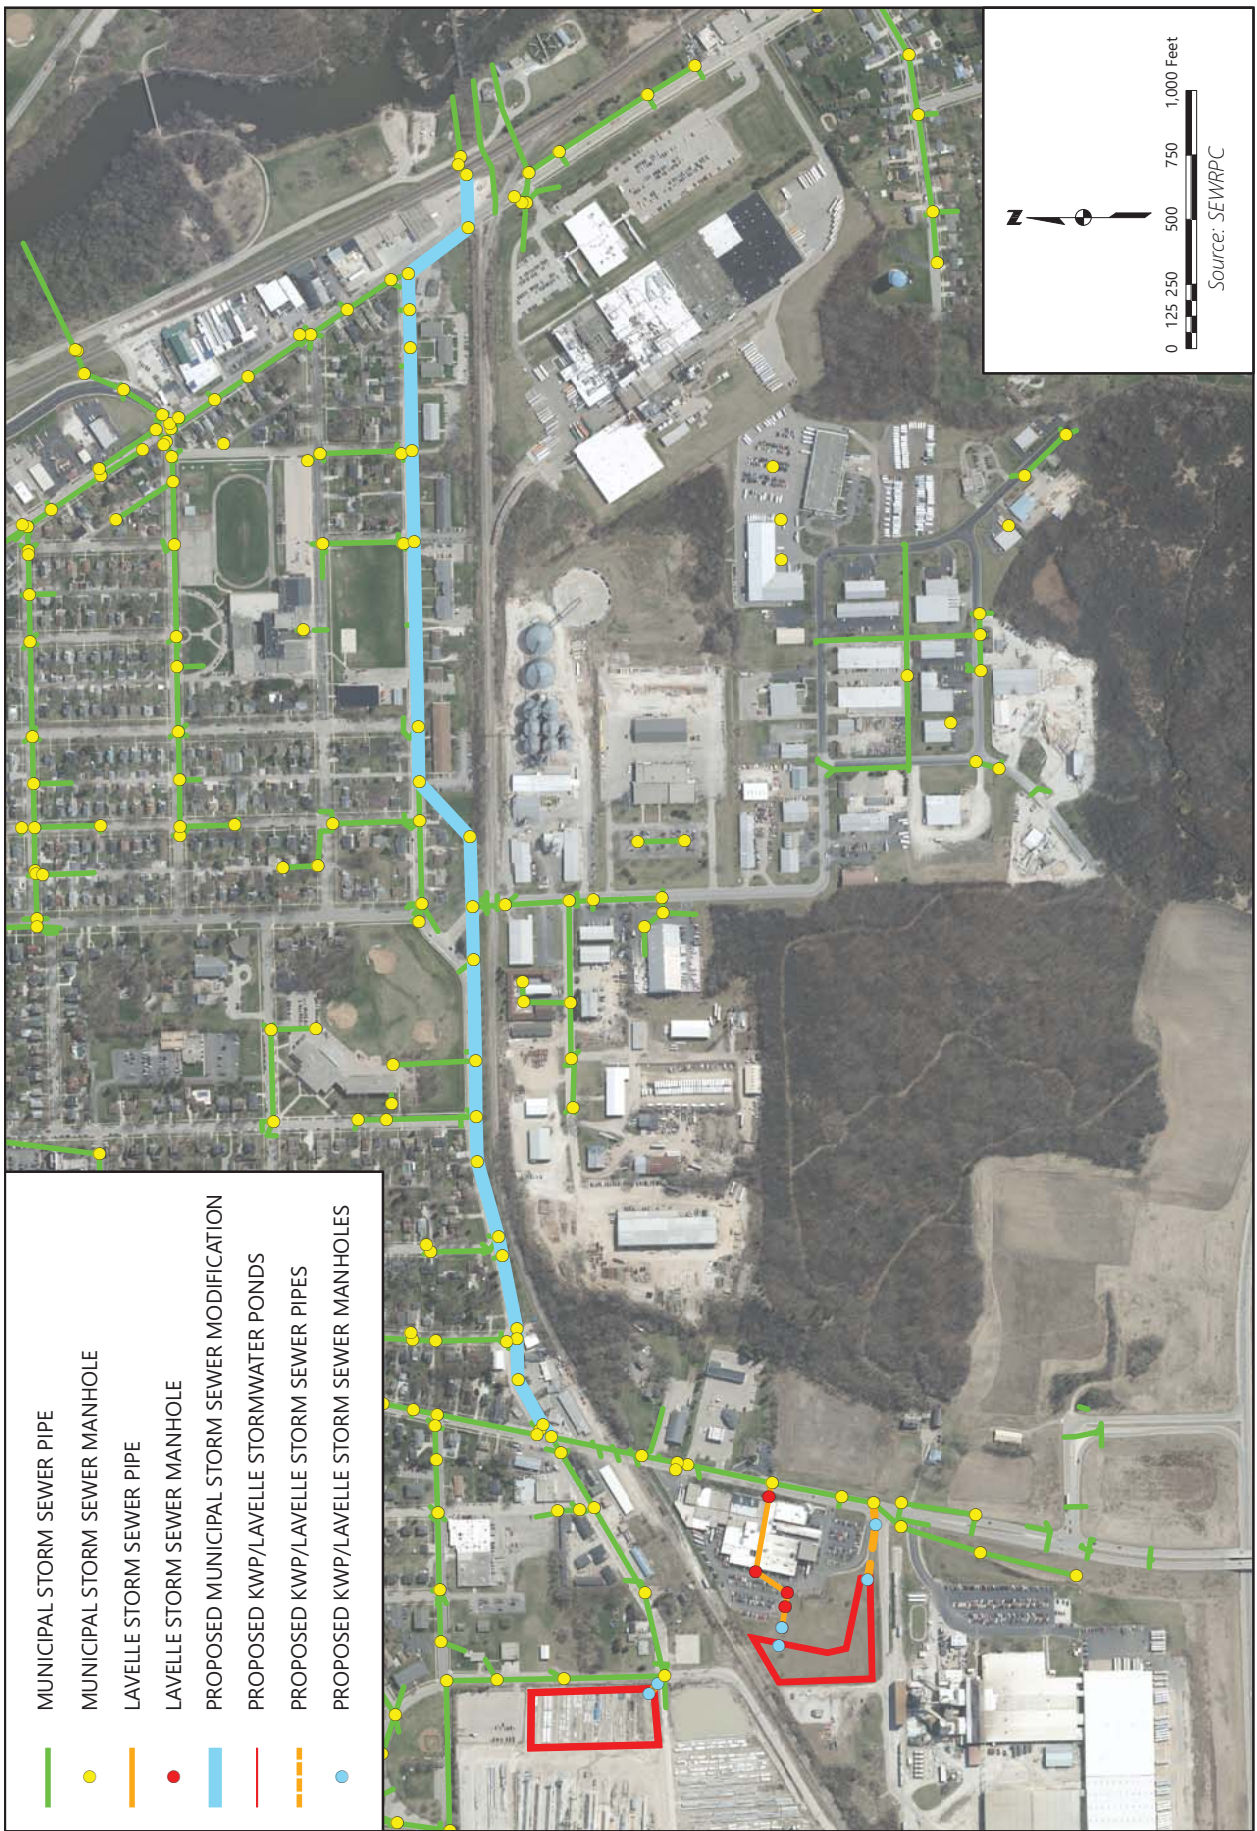 MUNICIPAL STORM SEWER PIPE
MUNICIPAL STORM SEWER MANHOLE
LAVELLE STORM SEWER PIPE
LAVELLE STORM SEWER MANHOLE
PROPOSED MUNICIPAL STORM SEWER MODIFICATION
PROPOSED KWP/LAVELLE STORMWATER PONDS
PROPOSED KWP/LAVELLE STORM SEWER PIPES
PROPOSED KWP/LAVELLE STORM SEWER MANHOLES
N
0 125 250 500 750 1,000 Feet
Source: SEWRPC